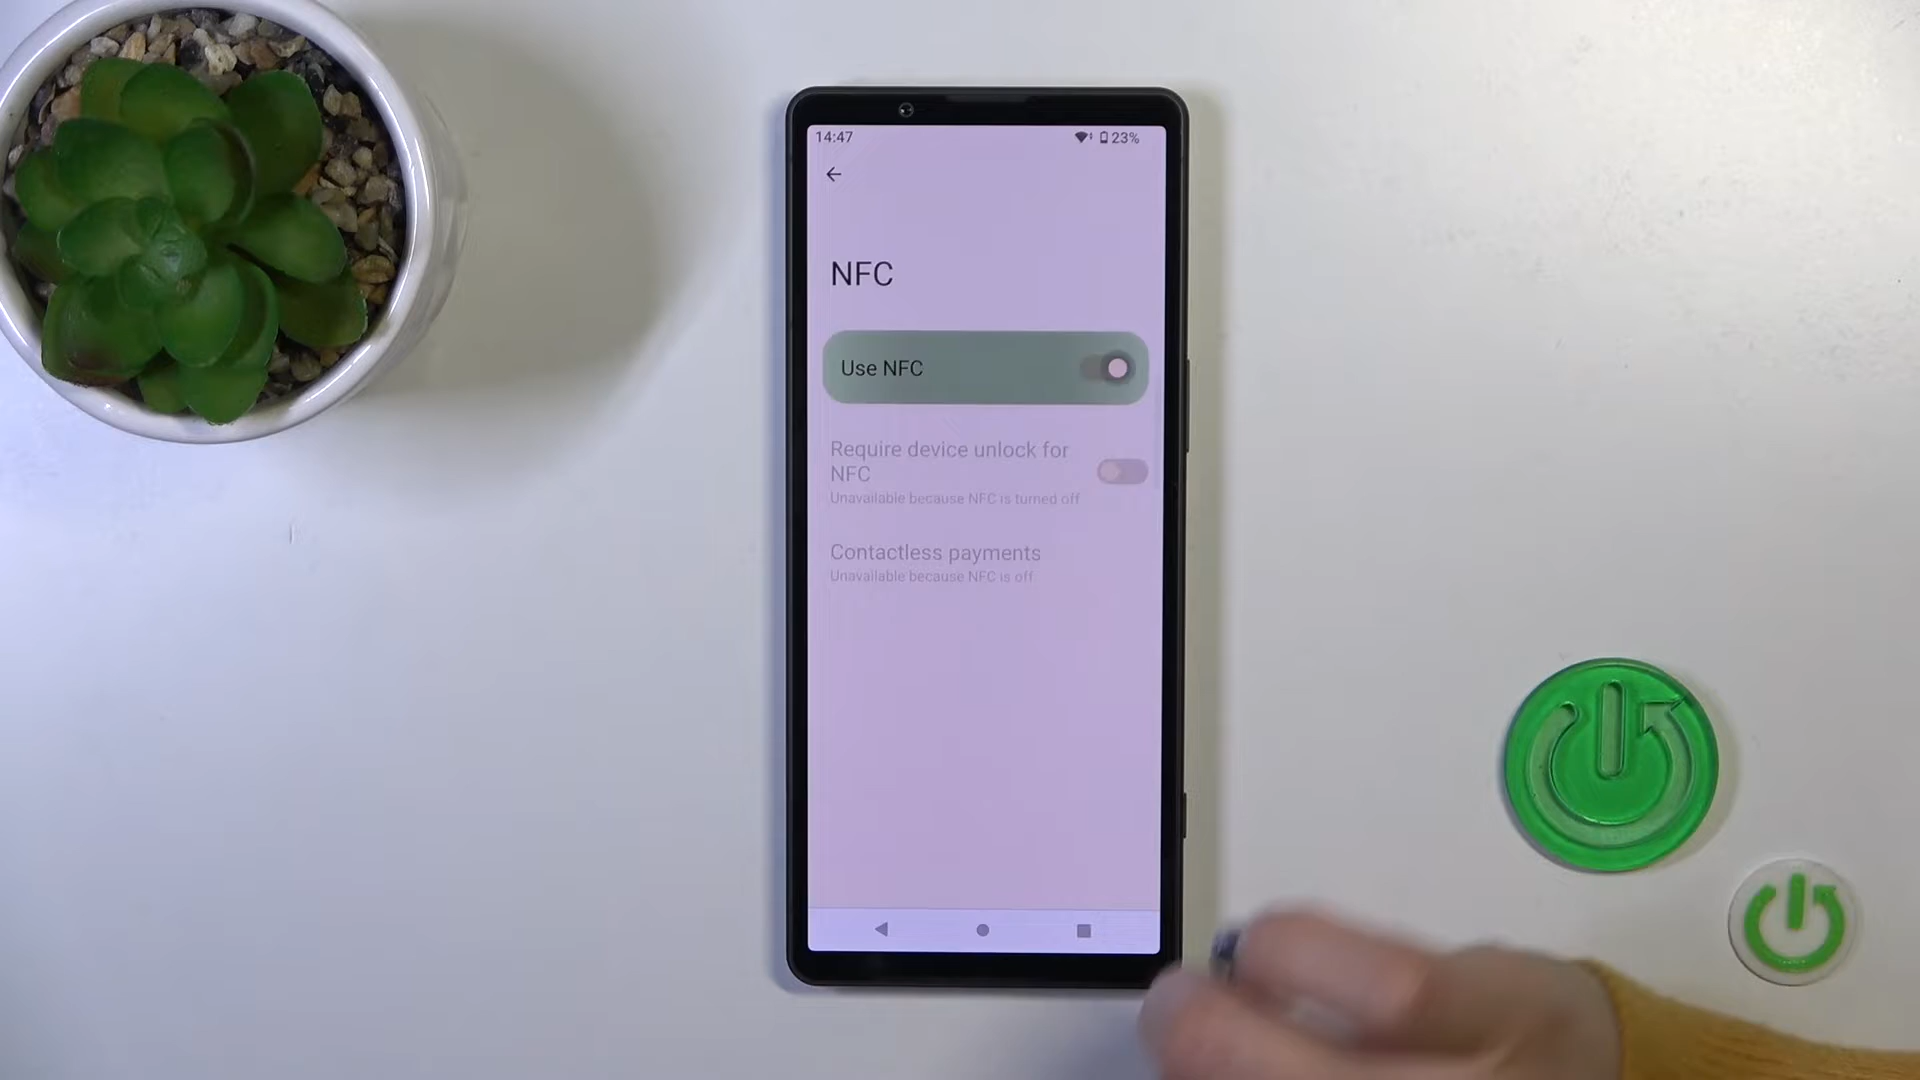 14:47 23%
NFC
Use NFC
Require device unlock for
NFC
Unavailable because NFC is turned off
Contactless payments
Unavailable because NFC is off